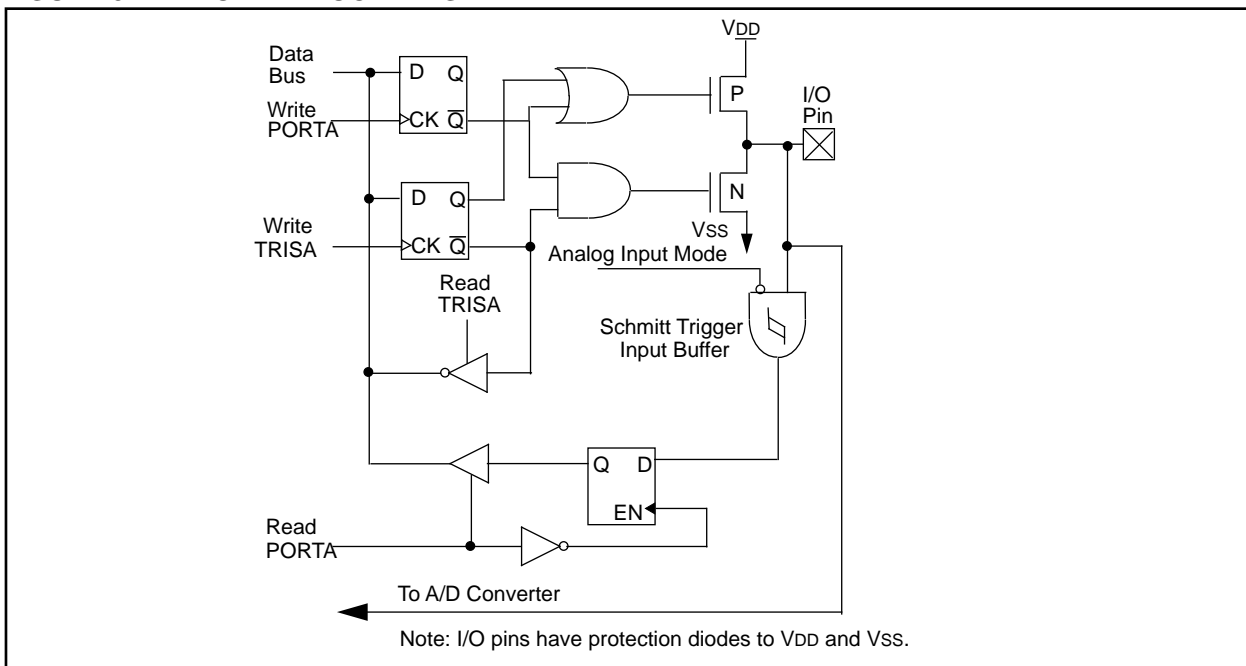 VDD
Data
Bus
D Q
P
I/O
Pin
Write
PORTA
CK Q
D Q
N
Write
TRISA
CK Q
VSS
Analog Input Mode
Read
TRISA
Schmitt Trigger
Input Buffer
Q D
EN
Read
PORTA
To A/D Converter
Note: I/O pins have protection diodes to VDD and VSS.